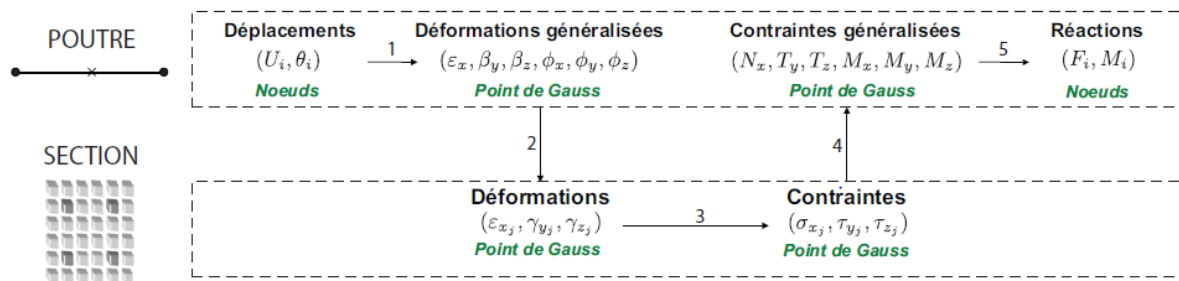 POUTRE
Déplacements
(U_i, θ_i)
Noeuds
1
Déformations généralisées
(ε_x, β_y, β_z, ϕ_x, ϕ_y, ϕ_z)
Point de Gauss
Contraintes généralisées
(N_x, T_y, T_z, M_x, M_y, M_z)
Point de Gauss
5
Réactions
(F_i, M_i)
Noeuds
2
4
SECTION
Déformations
(ε_{x_j}, γ_{y_j}, γ_{z_j})
Point de Gauss
3
Contraintes
(σ_{x_j}, τ_{y_j}, τ_{z_j})
Point de Gauss